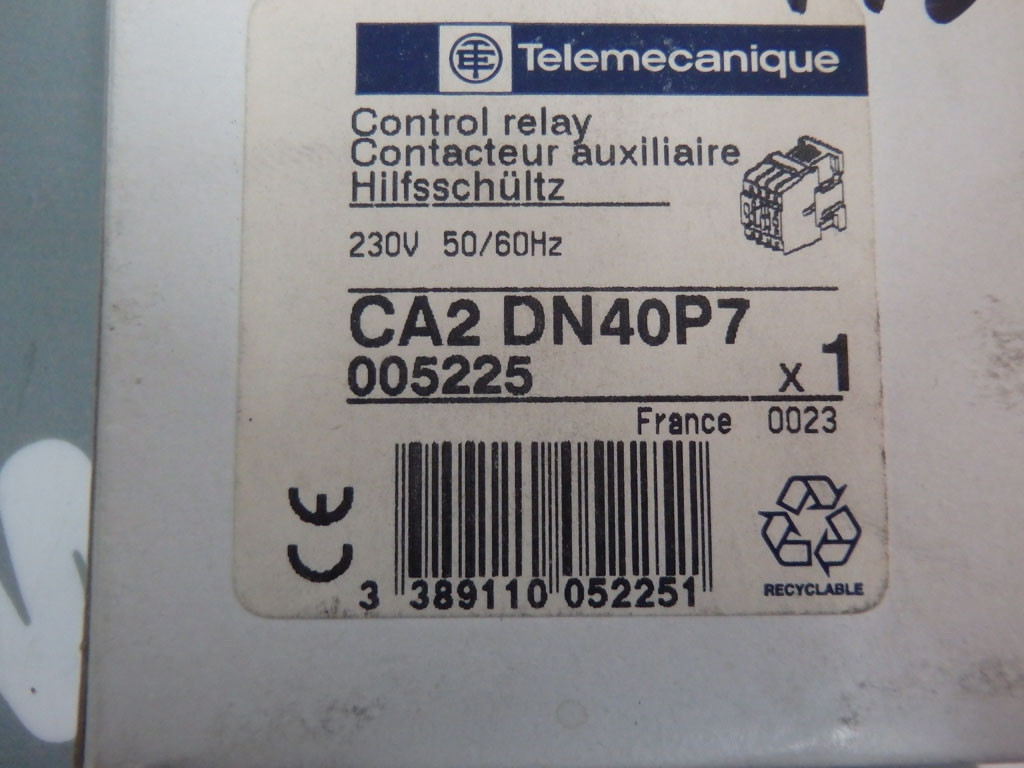 Telemecanique
Control relay
Contacteur auxiliaire
Hilfsschültz
230V 50/60Hz
CA2 DN40P7
005225 x 1
France 0023
CE
3 389110 052251
RECYCLABLE